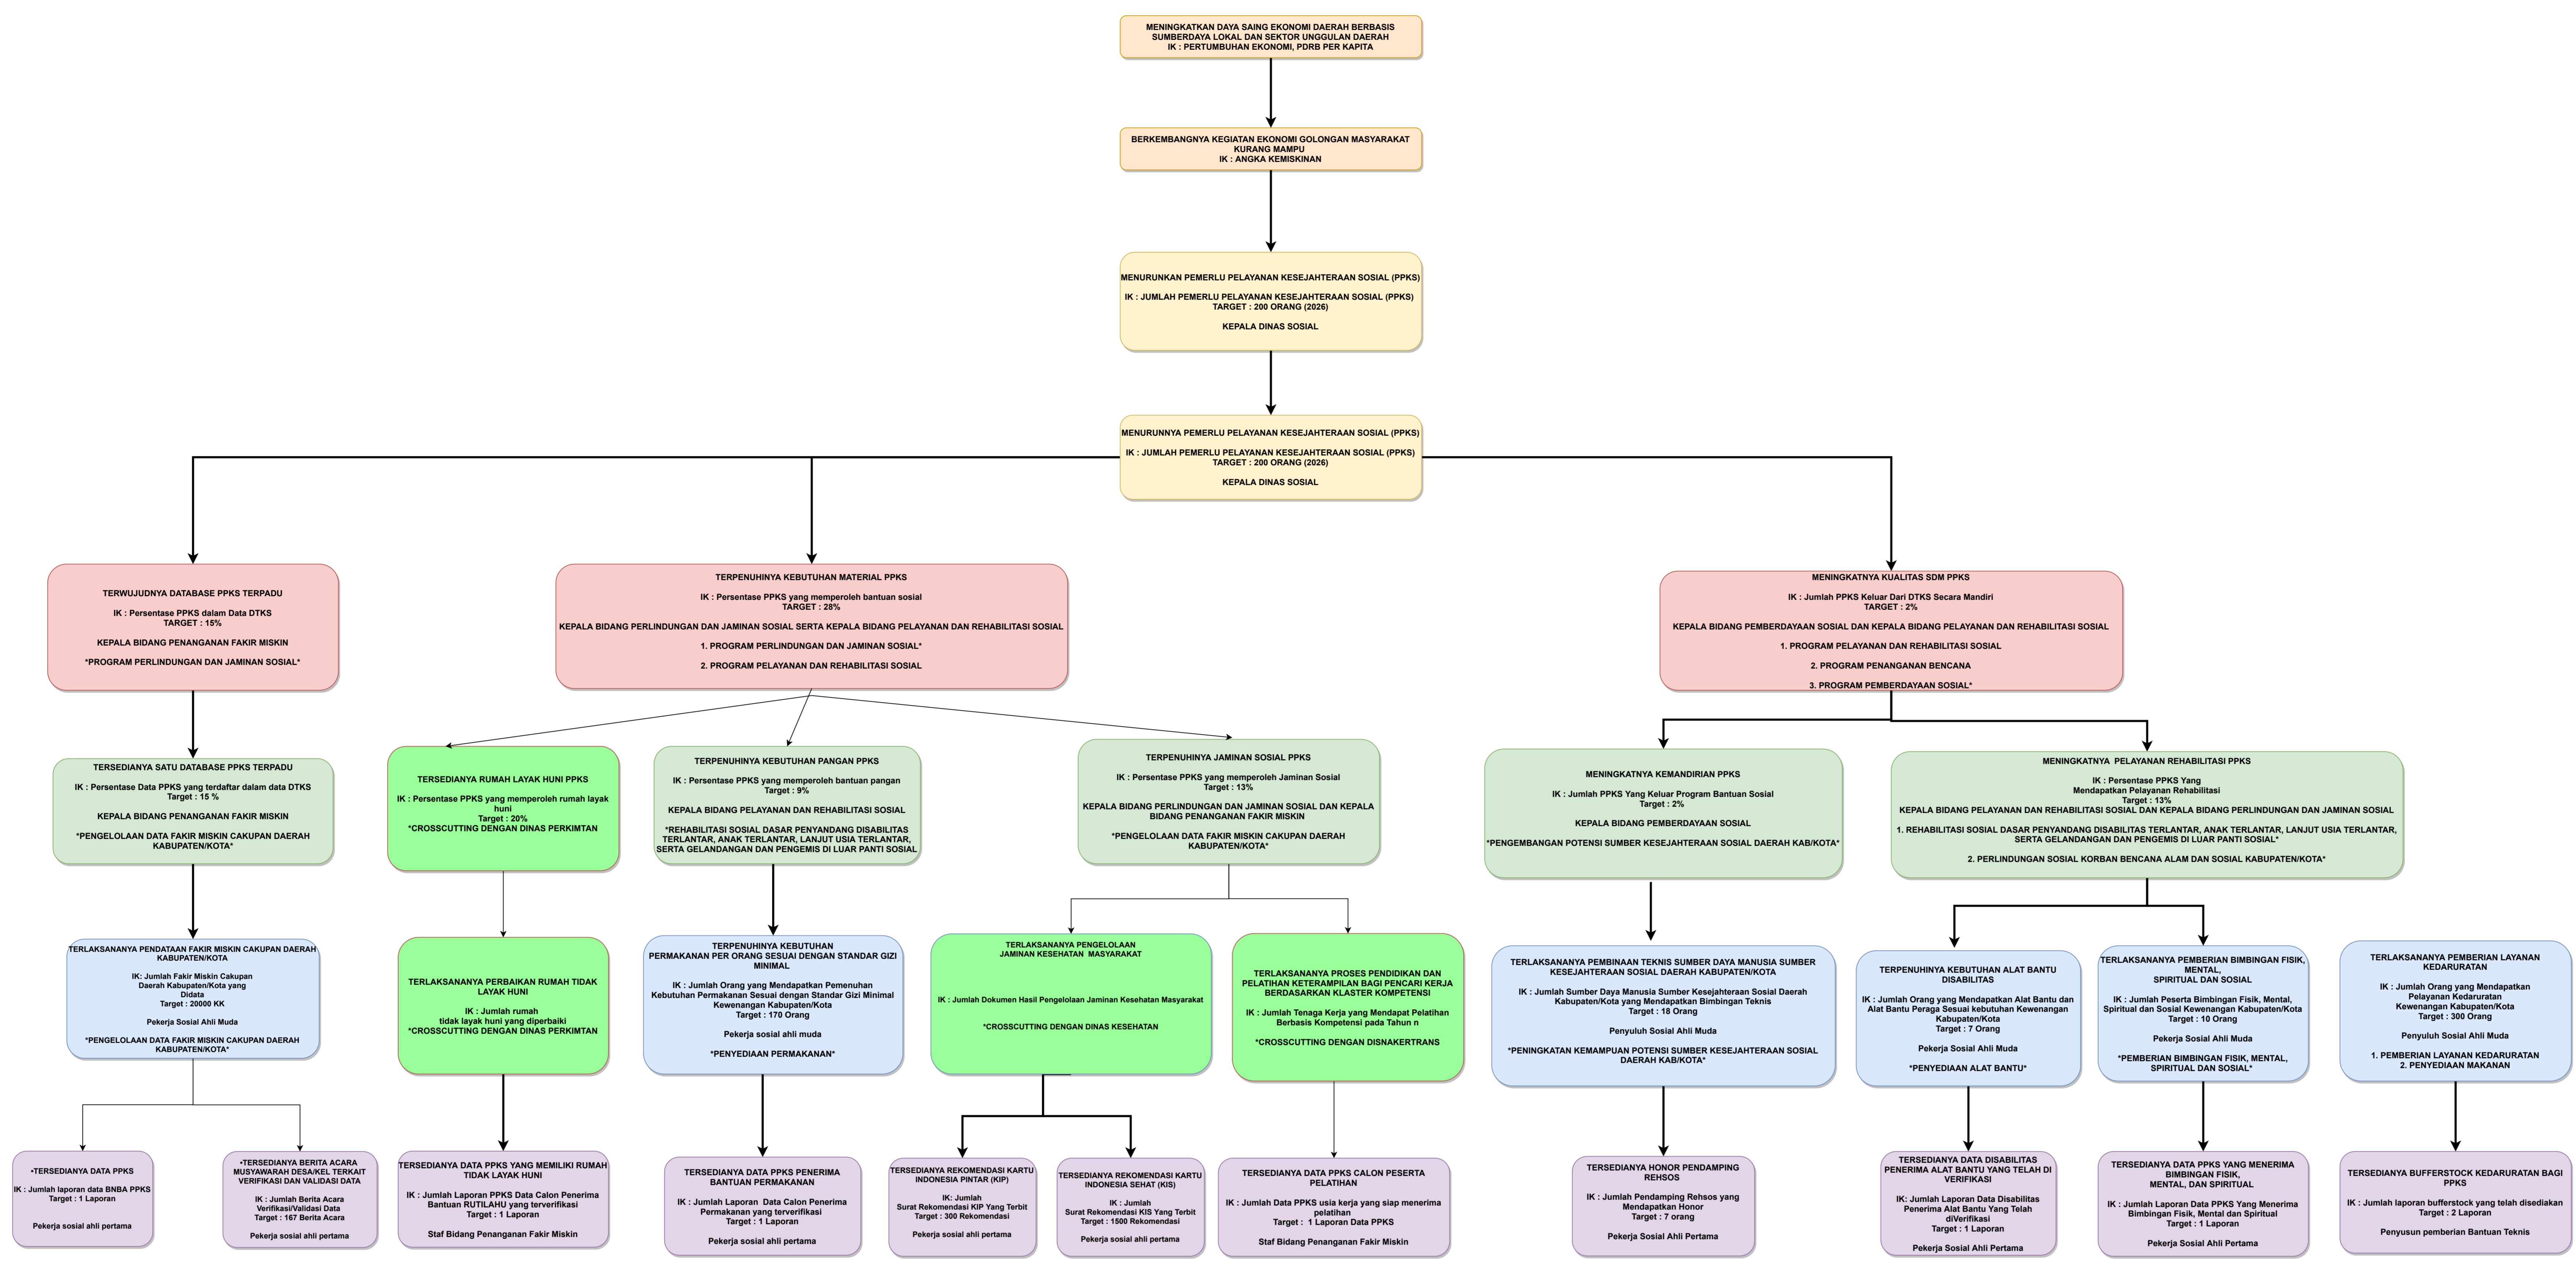 MENINGKATKAN DAYA SAING EKONOMI DAERAH BERBASIS
SUMBERDAYA LOKAL DAN SEKTOR UNGGULAN DAERAH
IK : PERTUMBUHAN EKONOMI, PDRB PER KAPITA
BERKEMBANGNYA KEGIATAN EKONOMI GOLONGAN MASYARAKAT
KURANG MAMPU
IK : ANGKA KEMISKINAN
MENURUNKAN PEMERLU PELAYANAN KESEJAHTERAAN SOSIAL (PPKS)
IK : JUMLAH PEMERLU PELAYANAN KESEJAHTERAAN SOSIAL (PPKS)
TARGET : 200 ORANG (2026)
KEPALA DINAS SOSIAL
MENURUNNYA PEMERLU PELAYANAN KESEJAHTERAAN SOSIAL (PPKS)
IK : JUMLAH PEMERLU PELAYANAN KESEJAHTERAAN SOSIAL (PPKS)
TARGET : 200 ORANG (2026)
KEPALA DINAS SOSIAL
TERWUJUDNYA DATABASE PPKS TERPADU
IK : Persentase PPKS dalam Data DTKS
TARGET : 15%
KEPALA BIDANG PENANGANAN FAKIR MISKIN
*PROGRAM PERLINDUNGAN DAN JAMINAN SOSIAL*
TERPENUHINYA KEBUTUHAN MATERIAL PPKS
IK : Persentase PPKS yang memperoleh bantuan sosial
TARGET : 28%
KEPALA BIDANG PERLINDUNGAN DAN JAMINAN SOSIAL SERTA KEPALA BIDANG PELAYANAN DAN REHABILITASI SOSIAL
1. PROGRAM PERLINDUNGAN DAN JAMINAN SOSIAL*
2. PROGRAM PELAYANAN DAN REHABILITASI SOSIAL
MENINGKATNYA KUALITAS SDM PPKS
IK : Jumlah PPKS Keluar Dari DTKS Secara Mandiri
TARGET : 2%
KEPALA BIDANG PEMBERDAYAAN SOSIAL DAN KEPALA BIDANG PELAYANAN DAN REHABILITASI SOSIAL
1. PROGRAM PELAYANAN DAN REHABILITASI SOSIAL
2. PROGRAM PENANGANAN BENCANA
3. PROGRAM PEMBERDAYAAN SOSIAL*
TERSEDIANYA SATU DATABASE PPKS TERPADU
IK : Persentase Data PPKS yang terdaftar dalam data DTKS
Target : 15 %
KEPALA BIDANG PENANGANAN FAKIR MISKIN
*PENGELOLAAN DATA FAKIR MISKIN CAKUPAN DAERAH
KABUPATEN/KOTA*
TERSEDIANYA RUMAH LAYAK HUNI PPKS
IK : Persentase PPKS yang memperoleh rumah layak
huni
Target : 20%
*CROSSCUTTING DENGAN DINAS PERKIMTAN
TERPENUHINYA KEBUTUHAN PANGAN PPKS
IK : Persentase PPKS yang memperoleh bantuan pangan
Target : 9%
KEPALA BIDANG PELAYANAN DAN REHABILITASI SOSIAL
*REHABILITASI SOSIAL DASAR PENYANDANG DISABILITAS
TERLANTAR, ANAK TERLANTAR, LANJUT USIA TERLANTAR,
SERTA GELANDANGAN DAN PENGEMIS DI LUAR PANTI SOSIAL
TERPENUHINYA JAMINAN SOSIAL PPKS
IK : Persentase PPKS yang memperoleh Jaminan Sosial
Target : 13%
KEPALA BIDANG PERLINDUNGAN DAN JAMINAN SOSIAL DAN KEPALA
BIDANG PENANGANAN FAKIR MISKIN
*PENGELOLAAN DATA FAKIR MISKIN CAKUPAN DAERAH
KABUPATEN/KOTA*
MENINGKATNYA KEMANDIRIAN PPKS
IK : Jumlah PPKS Yang Keluar Program Bantuan Sosial
Target : 2%
KEPALA BIDANG PEMBERDAYAAN SOSIAL
*PENGEMBANGAN POTENSI SUMBER KESEJAHTERAAN SOSIAL DAERAH KAB/KOTA*
MENINGKATNYA  PELAYANAN REHABILITASI PPKS
IK : Persentase PPKS Yang
Mendapatkan Pelayanan Rehabilitasi
Target : 13%
KEPALA BIDANG PELAYANAN DAN REHABILITASI SOSIAL DAN KEPALA BIDANG PERLINDUNGAN DAN JAMINAN SOSIAL
1. REHABILITASI SOSIAL DASAR PENYANDANG DISABILITAS TERLANTAR, ANAK TERLANTAR, LANJUT USIA TERLANTAR,
SERTA GELANDANGAN DAN PENGEMIS DI LUAR PANTI SOSIAL*
2. PERLINDUNGAN SOSIAL KORBAN BENCANA ALAM DAN SOSIAL KABUPATEN/KOTA*
TERLAKSANANYA PENDATAAN FAKIR MISKIN CAKUPAN DAERAH
KABUPATEN/KOTA
IK: Jumlah Fakir Miskin Cakupan
Daerah Kabupaten/Kota yang
Didata
Target : 20000 KK
Pekerja Sosial Ahli Muda
*PENGELOLAAN DATA FAKIR MISKIN CAKUPAN DAERAH
KABUPATEN/KOTA*
TERLAKSANANYA PERBAIKAN RUMAH TIDAK
LAYAK HUNI
IK : Jumlah rumah
tidak layak huni yang diperbaiki
*CROSSCUTTING DENGAN DINAS PERKIMTAN
TERPENUHINYA KEBUTUHAN
PERMAKANAN PER ORANG SESUAI DENGAN STANDAR GIZI
MINIMAL
IK : Jumlah Orang yang Mendapatkan Pemenuhan
Kebutuhan Permakanan Sesuai dengan Standar Gizi Minimal
Kewenangan Kabupaten/Kota
Target : 170 Orang
Pekerja sosial ahli muda
*PENYEDIAAN PERMAKANAN*
TERLAKSANANYA PENGELOLAAN
JAMINAN KESEHATAN  MASYARAKAT
IK : Jumlah Dokumen Hasil Pengelolaan Jaminan Kesehatan Masyarakat
*CROSSCUTTING DENGAN DINAS KESEHATAN
TERLAKSANANYA PROSES PENDIDIKAN DAN
PELATIHAN KETERAMPILAN BAGI PENCARI KERJA
BERDASARKAN KLASTER KOMPETENSI
IK : Jumlah Tenaga Kerja yang Mendapat Pelatihan
Berbasis Kompetensi pada Tahun n
*CROSSCUTTING DENGAN DISNAKERTRANS
TERLAKSANANYA PEMBINAAN TEKNIS SUMBER DAYA MANUSIA SUMBER
KESEJAHTERAAN SOSIAL DAERAH KABUPATEN/KOTA
IK : Jumlah Sumber Daya Manusia Sumber Kesejahteraan Sosial Daerah
Kabupaten/Kota yang Mendapatkan Bimbingan Teknis
Target : 18 Orang
Penyuluh Sosial Ahli Muda
*PENINGKATAN KEMAMPUAN POTENSI SUMBER KESEJAHTERAAN SOSIAL
DAERAH KAB/KOTA*
TERPENUHINYA KEBUTUHAN ALAT BANTU
DISABILITAS
IK : Jumlah Orang yang Mendapatkan Alat Bantu dan
Alat Bantu Peraga Sesuai kebutuhan Kewenangan
Kabupaten/Kota
Target : 7 Orang
Pekerja Sosial Ahli Muda
*PENYEDIAAN ALAT BANTU*
TERLAKSANANYA PEMBERIAN BIMBINGAN FISIK,
MENTAL,
SPIRITUAL DAN SOSIAL
IK : Jumlah Peserta Bimbingan Fisik, Mental,
Spiritual dan Sosial Kewenangan Kabupaten/Kota
Target : 10 Orang
Pekerja Sosial Ahli Muda
*PEMBERIAN BIMBINGAN FISIK, MENTAL,
SPIRITUAL DAN SOSIAL*
TERLAKSANANYA PEMBERIAN LAYANAN
KEDARURATAN
IK : Jumlah Orang yang Mendapatkan
Pelayanan Kedaruratan
Kewenangan Kabupaten/Kota
Target : 300 Orang
Penyuluh Sosial Ahli Muda
1. PEMBERIAN LAYANAN KEDARURATAN
2. PENYEDIAAN MAKANAN
•TERSEDIANYA DATA PPKS
IK : Jumlah laporan data BNBA PPKS
Target : 1 Laporan
Pekerja sosial ahli pertama
•TERSEDIANYA BERITA ACARA
MUSYAWARAH DESA/KEL TERKAIT
VERIFIKASI DAN VALIDASI DATA
IK : Jumlah Berita Acara
Verifikasi/Validasi Data
Target : 167 Berita Acara
Pekerja sosial ahli pertama
TERSEDIANYA DATA PPKS YANG MEMILIKI RUMAH
TIDAK LAYAK HUNI
IK : Jumlah Laporan PPKS Data Calon Penerima
Bantuan RUTILAHU yang terverifikasi
Target : 1 Laporan
Staf Bidang Penanganan Fakir Miskin
TERSEDIANYA DATA PPKS PENERIMA
BANTUAN PERMAKANAN
IK : Jumlah Laporan  Data Calon Penerima
Permakanan yang terverifikasi
Target : 1 Laporan
Pekerja sosial ahli pertama
TERSEDIANYA REKOMENDASI KARTU
INDONESIA PINTAR (KIP)
IK: Jumlah
Surat Rekomendasi KIP Yang Terbit
Target : 300 Rekomendasi
Pekerja sosial ahli pertama
TERSEDIANYA REKOMENDASI KARTU
INDONESIA SEHAT (KIS)
IK : Jumlah
Surat Rekomendasi KIS Yang Terbit
Target : 1500 Rekomendasi
Pekerja sosial ahli pertama
TERSEDIANYA DATA PPKS CALON PESERTA
PELATIHAN
IK : Jumlah Data PPKS usia kerja yang siap menerima
pelatihan
Target :  1 Laporan Data PPKS
Staf Bidang Penanganan Fakir Miskin
TERSEDIANYA HONOR PENDAMPING
REHSOS
IK : Jumlah Pendamping Rehsos yang
Mendapatkan Honor
Target : 7 orang
Pekerja Sosial Ahli Pertama
TERSEDIANYA DATA DISABILITAS
PENERIMA ALAT BANTU YANG TELAH DI
VERIFIKASI
IK: Jumlah Laporan Data Disabilitas
Penerima Alat Bantu Yang Telah
diVerifikasi
Target : 1 Laporan
Pekerja Sosial Ahli Pertama
TERSEDIANYA DATA PPKS YANG MENERIMA
BIMBINGAN FISIK,
MENTAL, DAN SPIRITUAL
IK : Jumlah Laporan Data PPKS Yang Menerima
Bimbingan Fisik, Mental dan Spiritual
Target : 1 Laporan
Pekerja Sosial Ahli Pertama
TERSEDIANYA BUFFERSTOCK KEDARURATAN BAGI
PPKS
IK : Jumlah laporan bufferstock yang telah disediakan
Target : 2 Laporan
Penyusun pemberian Bantuan Teknis